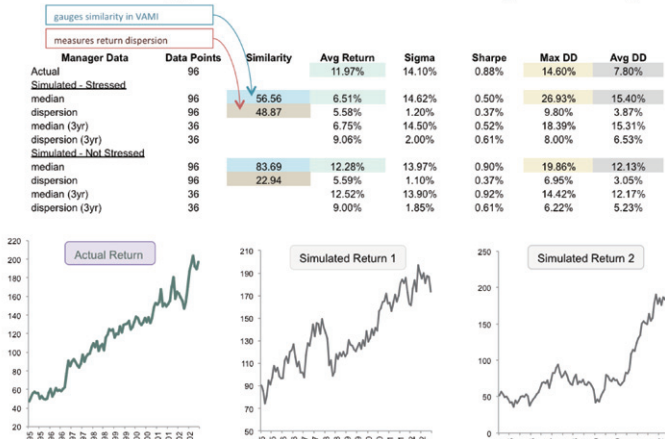 gauges similarity in VAMI
measures return dispersion
Manager Data Data Points Similarity Avg Return Sigma Sharpe Max DD Avg DD
Actual 96 11.97% 14.10% 0.88% 14.60% 7.80%
Simulated - Stressed
median 96 56.56 6.51% 14.62% 0.50% 26.93% 15.40%
dispersion 96 48.87 5.58% 1.20% 0.37% 9.80% 3.87%
median (3yr) 36 6.75% 14.50% 0.52% 18.39% 15.31%
dispersion (3yr) 36 9.06% 2.00% 0.61% 8.00% 6.53%
Simulated - Not Stressed
median 96 83.69 12.28% 13.97% 0.90% 19.86% 12.13%
dispersion 96 22.94 5.59% 1.10% 0.37% 6.95% 3.05%
median (3yr) 36 12.52% 13.90% 0.92% 14.42% 12.17%
dispersion (3yr) 36 9.00% 1.85% 0.61% 6.22% 5.23%
Actual Return
220
200
180
160
140
120
100
80
60
40
20
Simulated Return 1
210
190
170
150
130
110
90
70
50
Simulated Return 2
250
200
150
100
50
0